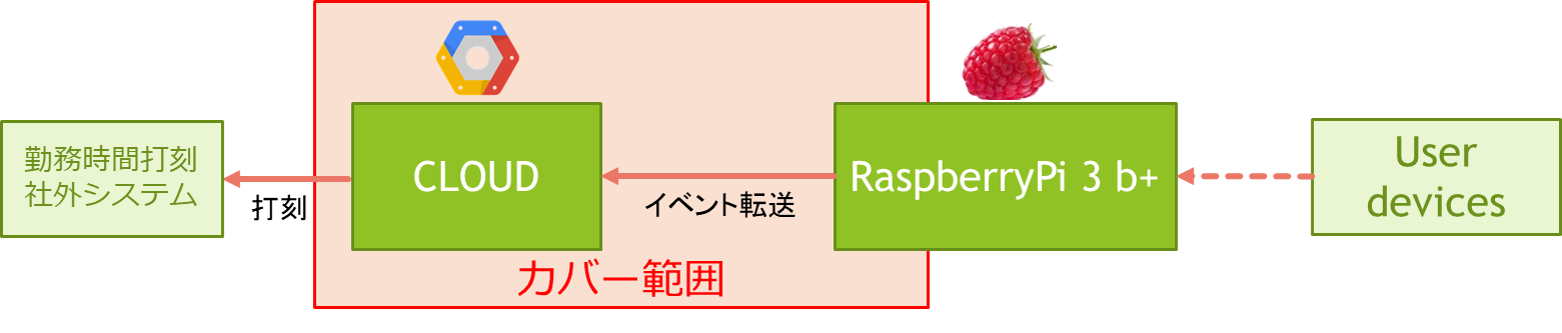 勤務時間打刻
社外システム
打刻
CLOUD
イベント転送
カバー範囲
RaspberryPi 3 b+
User
devices